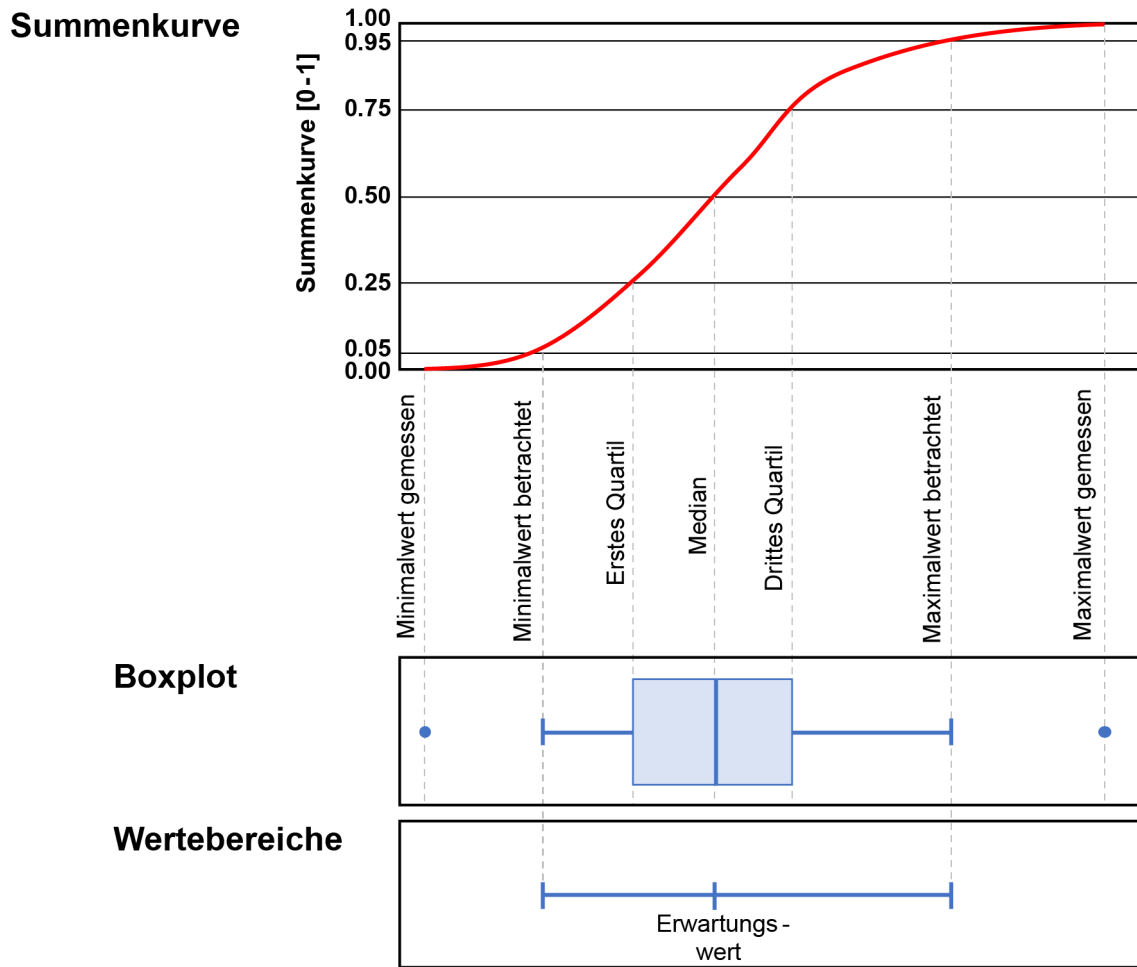 Summenkurve
Summenkurve [0-1]
1.00
0.95
0.75
0.50
0.25
0.05
0.00
Minimalwert gemessen
Minimalwert betrachtet
Erstes Quartil
Median
Drittes Quartil
Maximalwert betrachtet
Maximalwert gemessen
Boxplot
Wertebereiche
Erwartungs-
wert